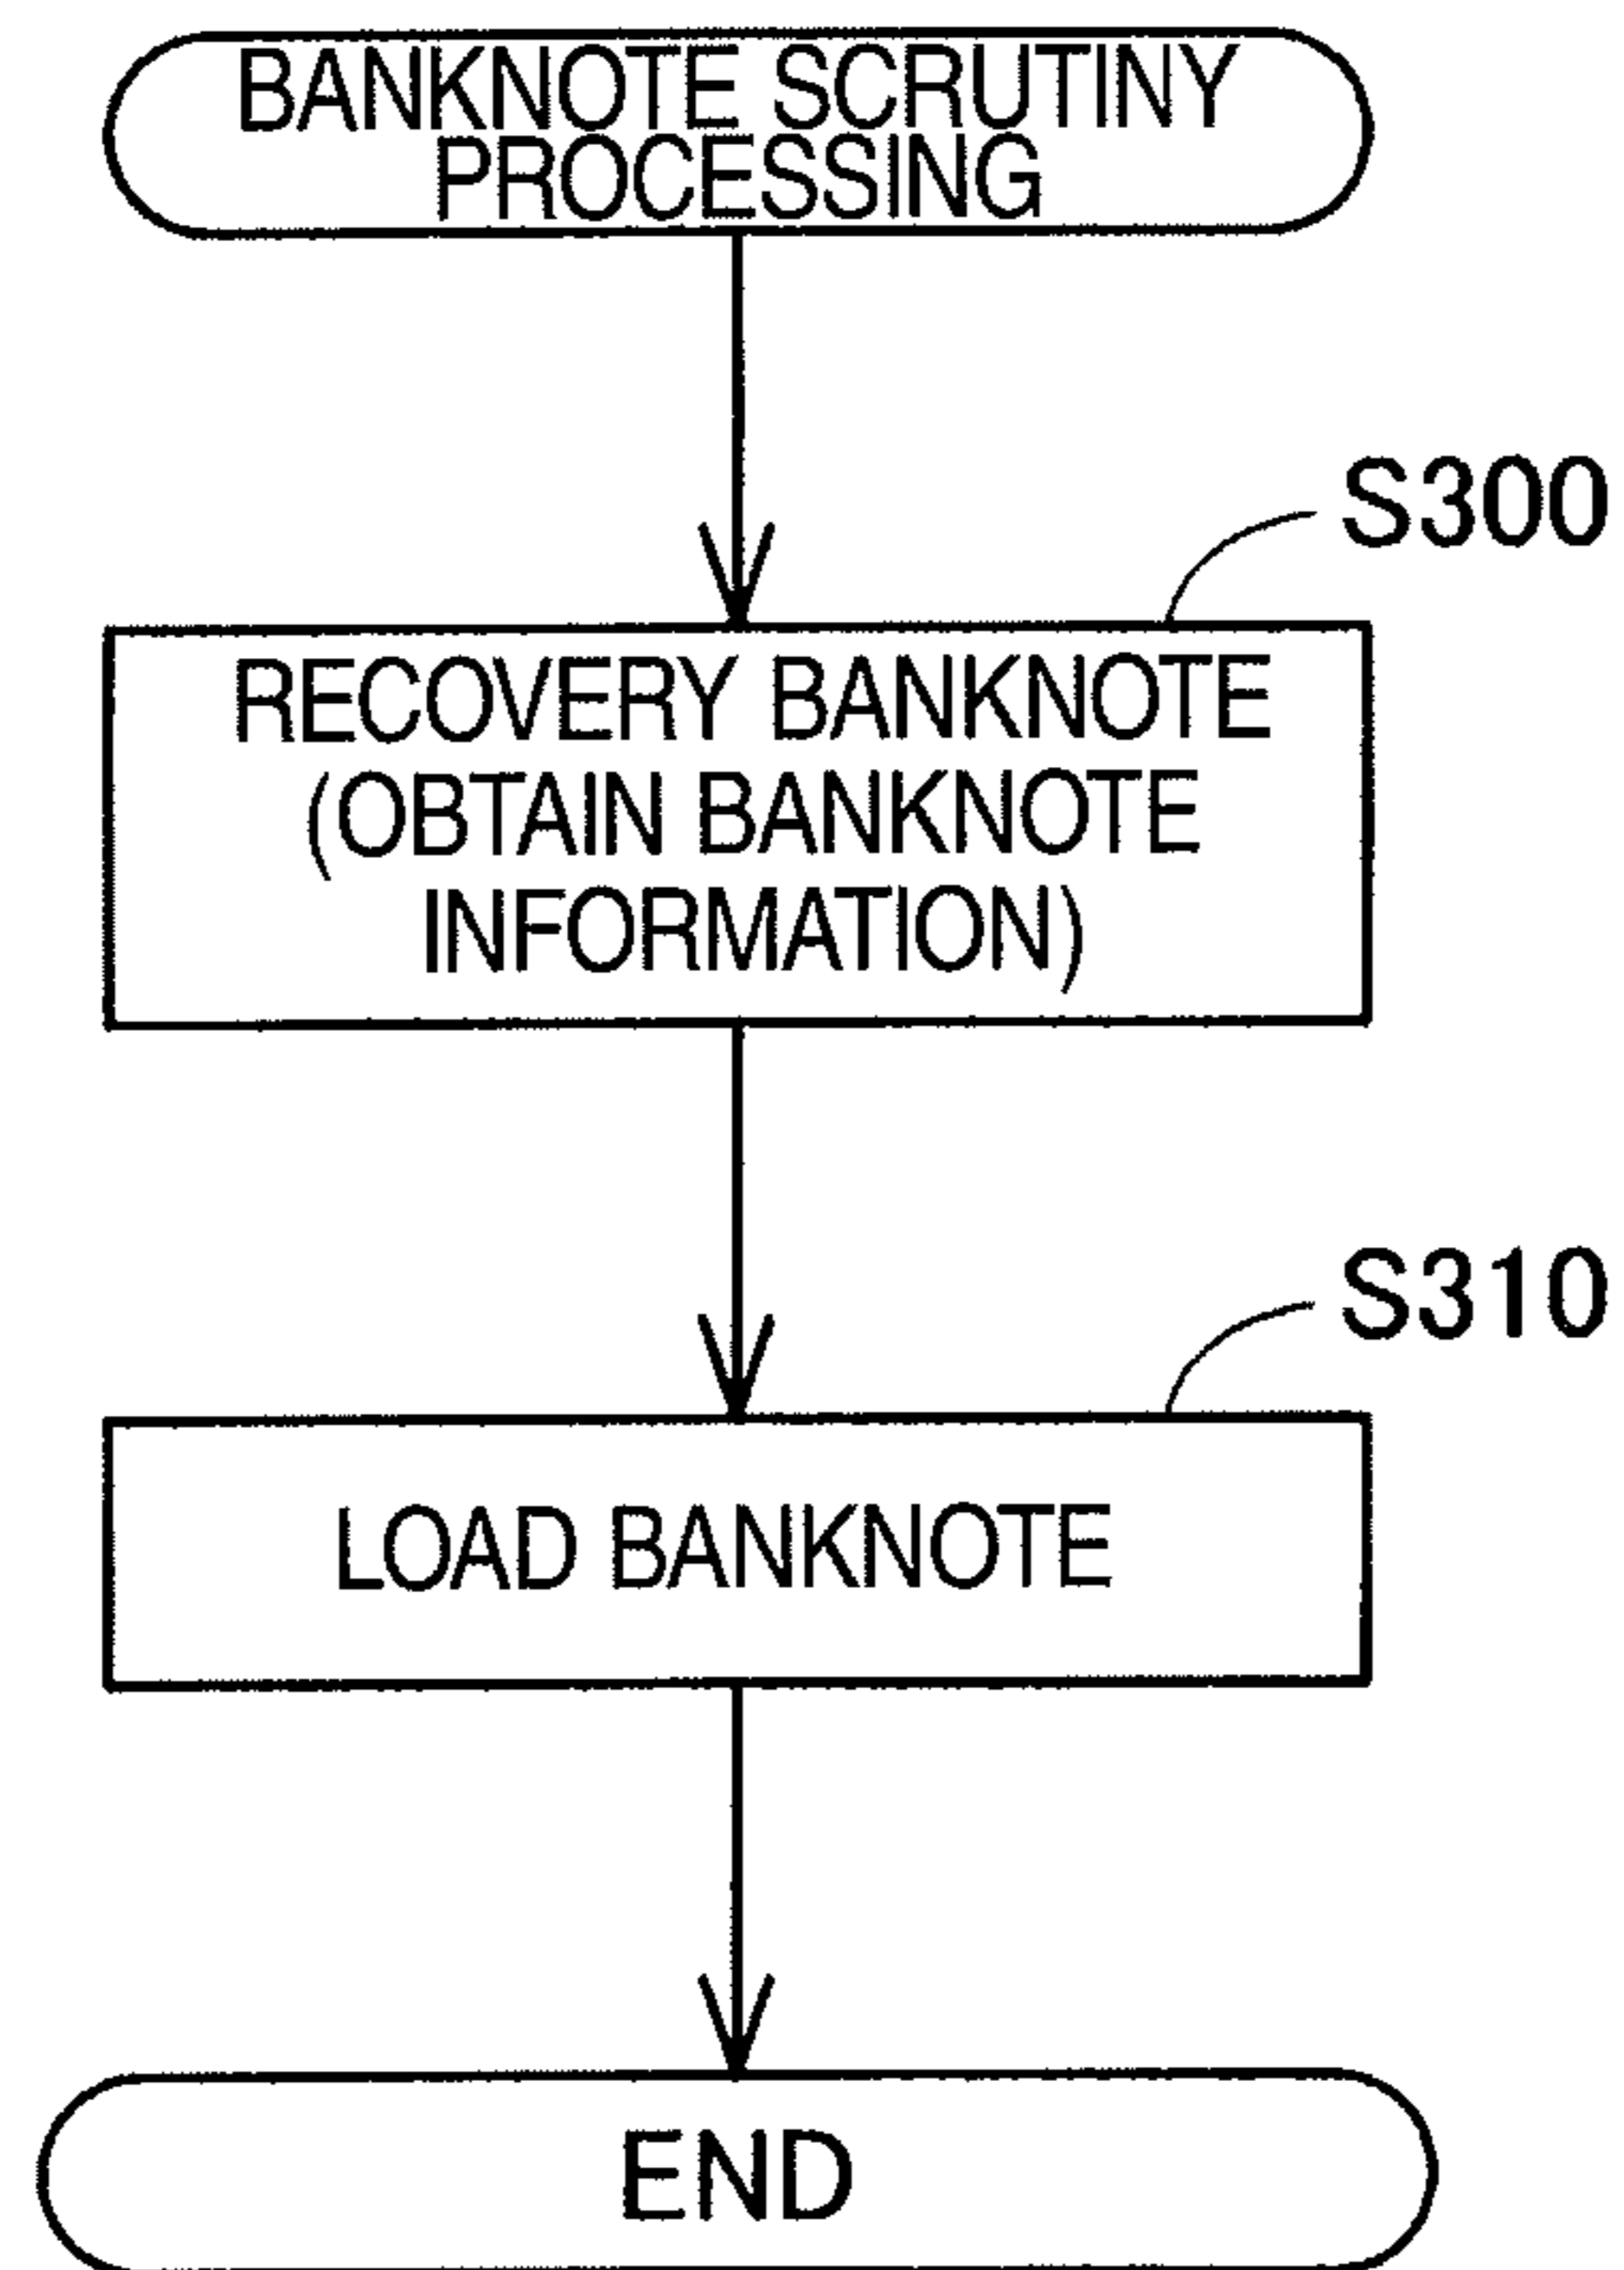 BANKNOTE SCRUTINY
PROCESSING
S300
RECOVERY BANKNOTE
(OBTAIN BANKNOTE
INFORMATION)
S310
LOAD BANKNOTE
END